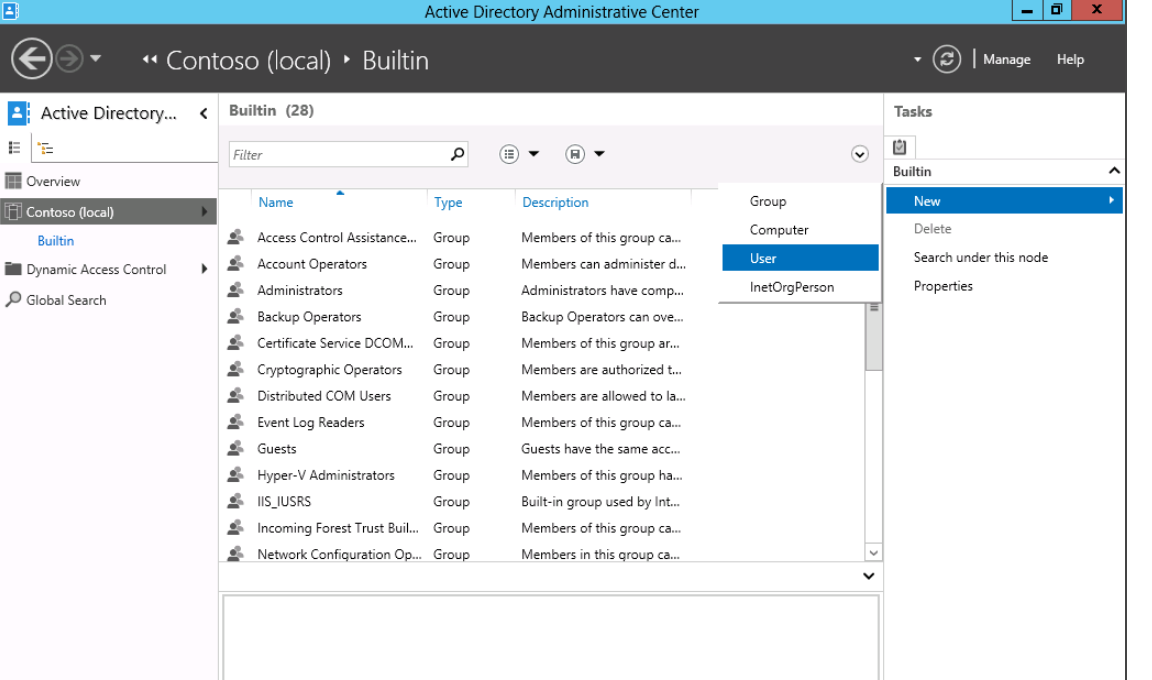 Active Directory Administrative Center
Contoso (local) Builtin
Manage Help
Active Directory...
Overview
Contoso (local)
Builtin
Dynamic Access Control
Global Search
Builtin (28)
Filter
Name Type Description
Access Control Assistance... Group Members of this group ca...
Account Operators Group Members can administer d...
Administrators Group Administrators have comp...
Backup Operators Group Backup Operators can ove...
Certificate Service DCOM... Group Members of this group ar...
Cryptographic Operators Group Members are authorized t...
Distributed COM Users Group Members are allowed to la...
Event Log Readers Group Members of this group ca...
Guests Group Guests have the same acc...
Hyper-V Administrators Group Members of this group ha...
IIS_IUSRS Group Built-in group used by Int...
Incoming Forest Trust Buil... Group Members of this group ca...
Network Configuration Op... Group Members in this group ca...
Group
Computer
User
InetOrgPerson
Tasks
Builtin
New
Delete
Search under this node
Properties